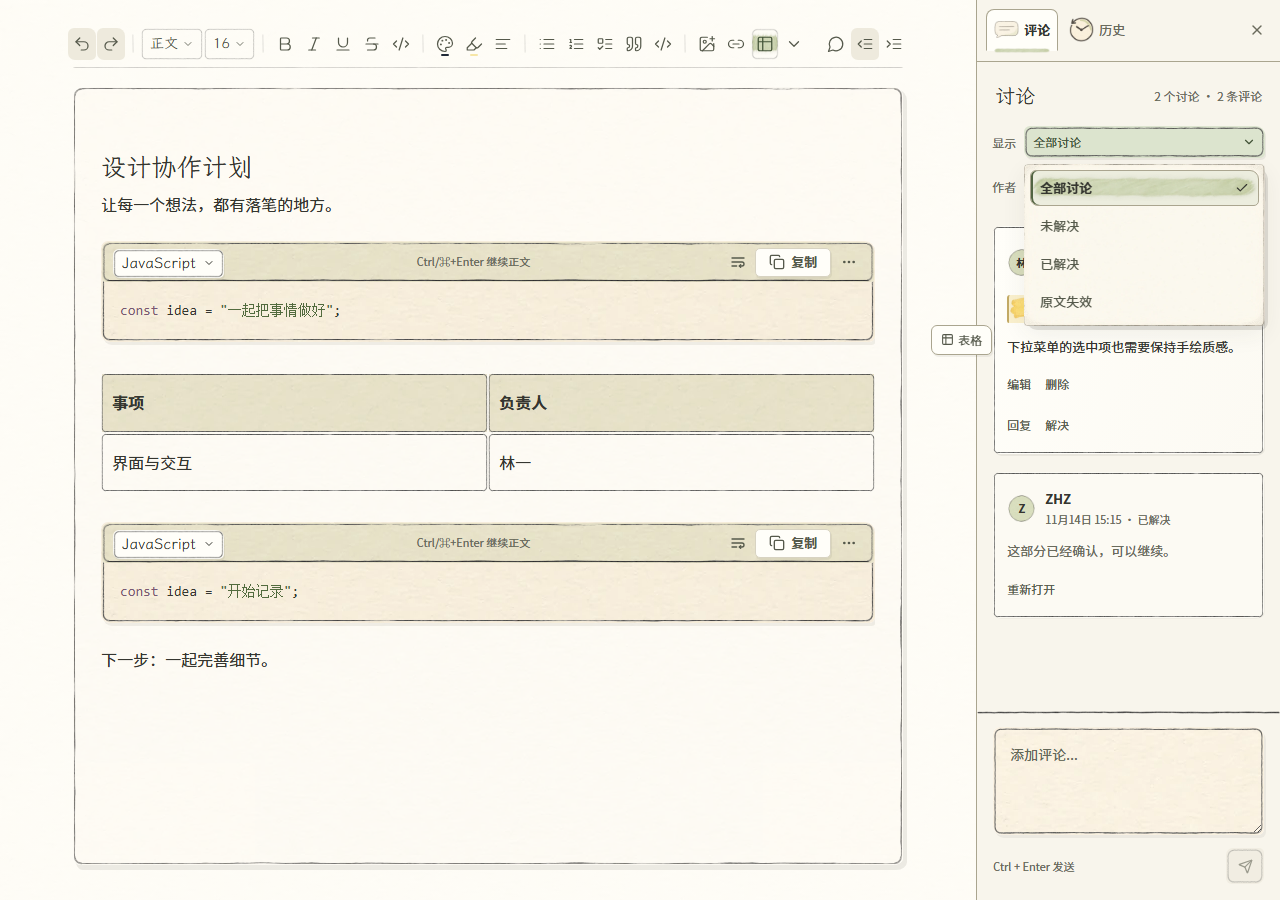 正文
16
评论
历史
讨论
2 个讨论 · 2 条评论
显示
全部讨论
作者
全部讨论
未解决
已解决
原文失效
下拉菜单的选中项也需要保持手绘质感。
编辑 删除
回复 解决
Z
ZHZ
11月14日 15:15 · 已解决
这部分已经确认，可以继续。
重新打开
添加评论...
Ctrl + Enter 发送
设计协作计划
让每一个想法，都有落笔的地方。
JavaScript
Ctrl/⌘+Enter 继续正文
复制
const idea = "一起把事情做好";
表格
事项 负责人
界面与交互 林一
JavaScript
Ctrl/⌘+Enter 继续正文
复制
const idea = "开始记录";
下一步：一起完善细节。